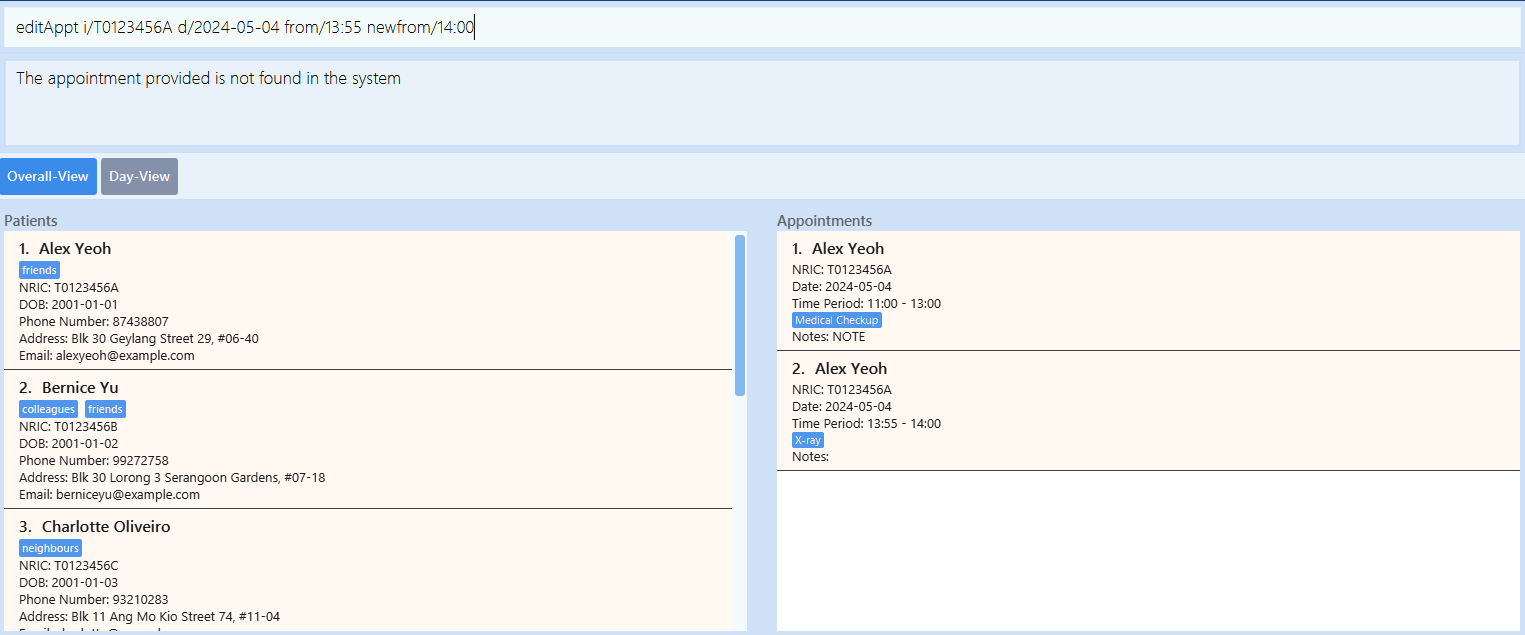 editAppt i/T0123456A d/2024-05-04 from/13:55 newfrom/14:00
The appointment provided is not found in the system
Overall-View
Day-View
Patients
1. Alex Yeoh
friends
NRIC: T0123456A
DOB: 2001-01-01
Phone Number: 87438807
Address: Blk 30 Geylang Street 29, #06-40
Email: alexyeoh@example.com
2. Bernice Yu
colleagues friends
NRIC: T0123456B
DOB: 2001-01-02
Phone Number: 99272758
Address: Blk 30 Lorong 3 Serangoon Gardens, #07-18
Email: berniceyu@example.com
3. Charlotte Oliveiro
neighbours
NRIC: T0123456C
DOB: 2001-01-03
Phone Number: 93210283
Address: Blk 11 Ang Mo Kio Street 74, #11-04
Appointments
1. Alex Yeoh
NRIC: T0123456A
Date: 2024-05-04
Time Period: 11:00 - 13:00
Medical Checkup
Notes: NOTE
2. Alex Yeoh
NRIC: T0123456A
Date: 2024-05-04
Time Period: 13:55 - 14:00
X-ray
Notes: